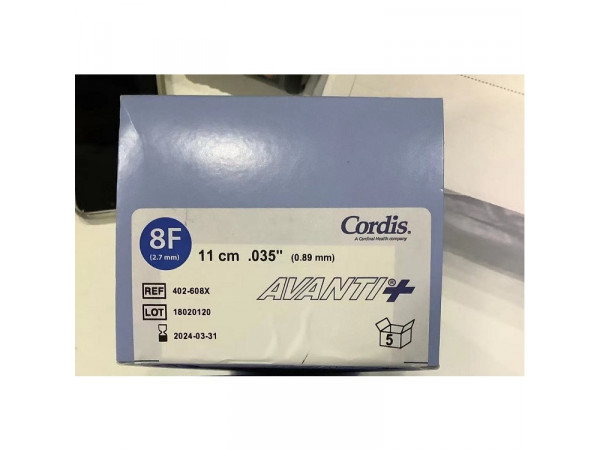 8F
(2.7 mm)
11 cm .035" (0.89 mm)
Cordis.
A Cardinal Health company
AVANTI®+
REF 402-608X
LOT 18020120
2024-03-31
5